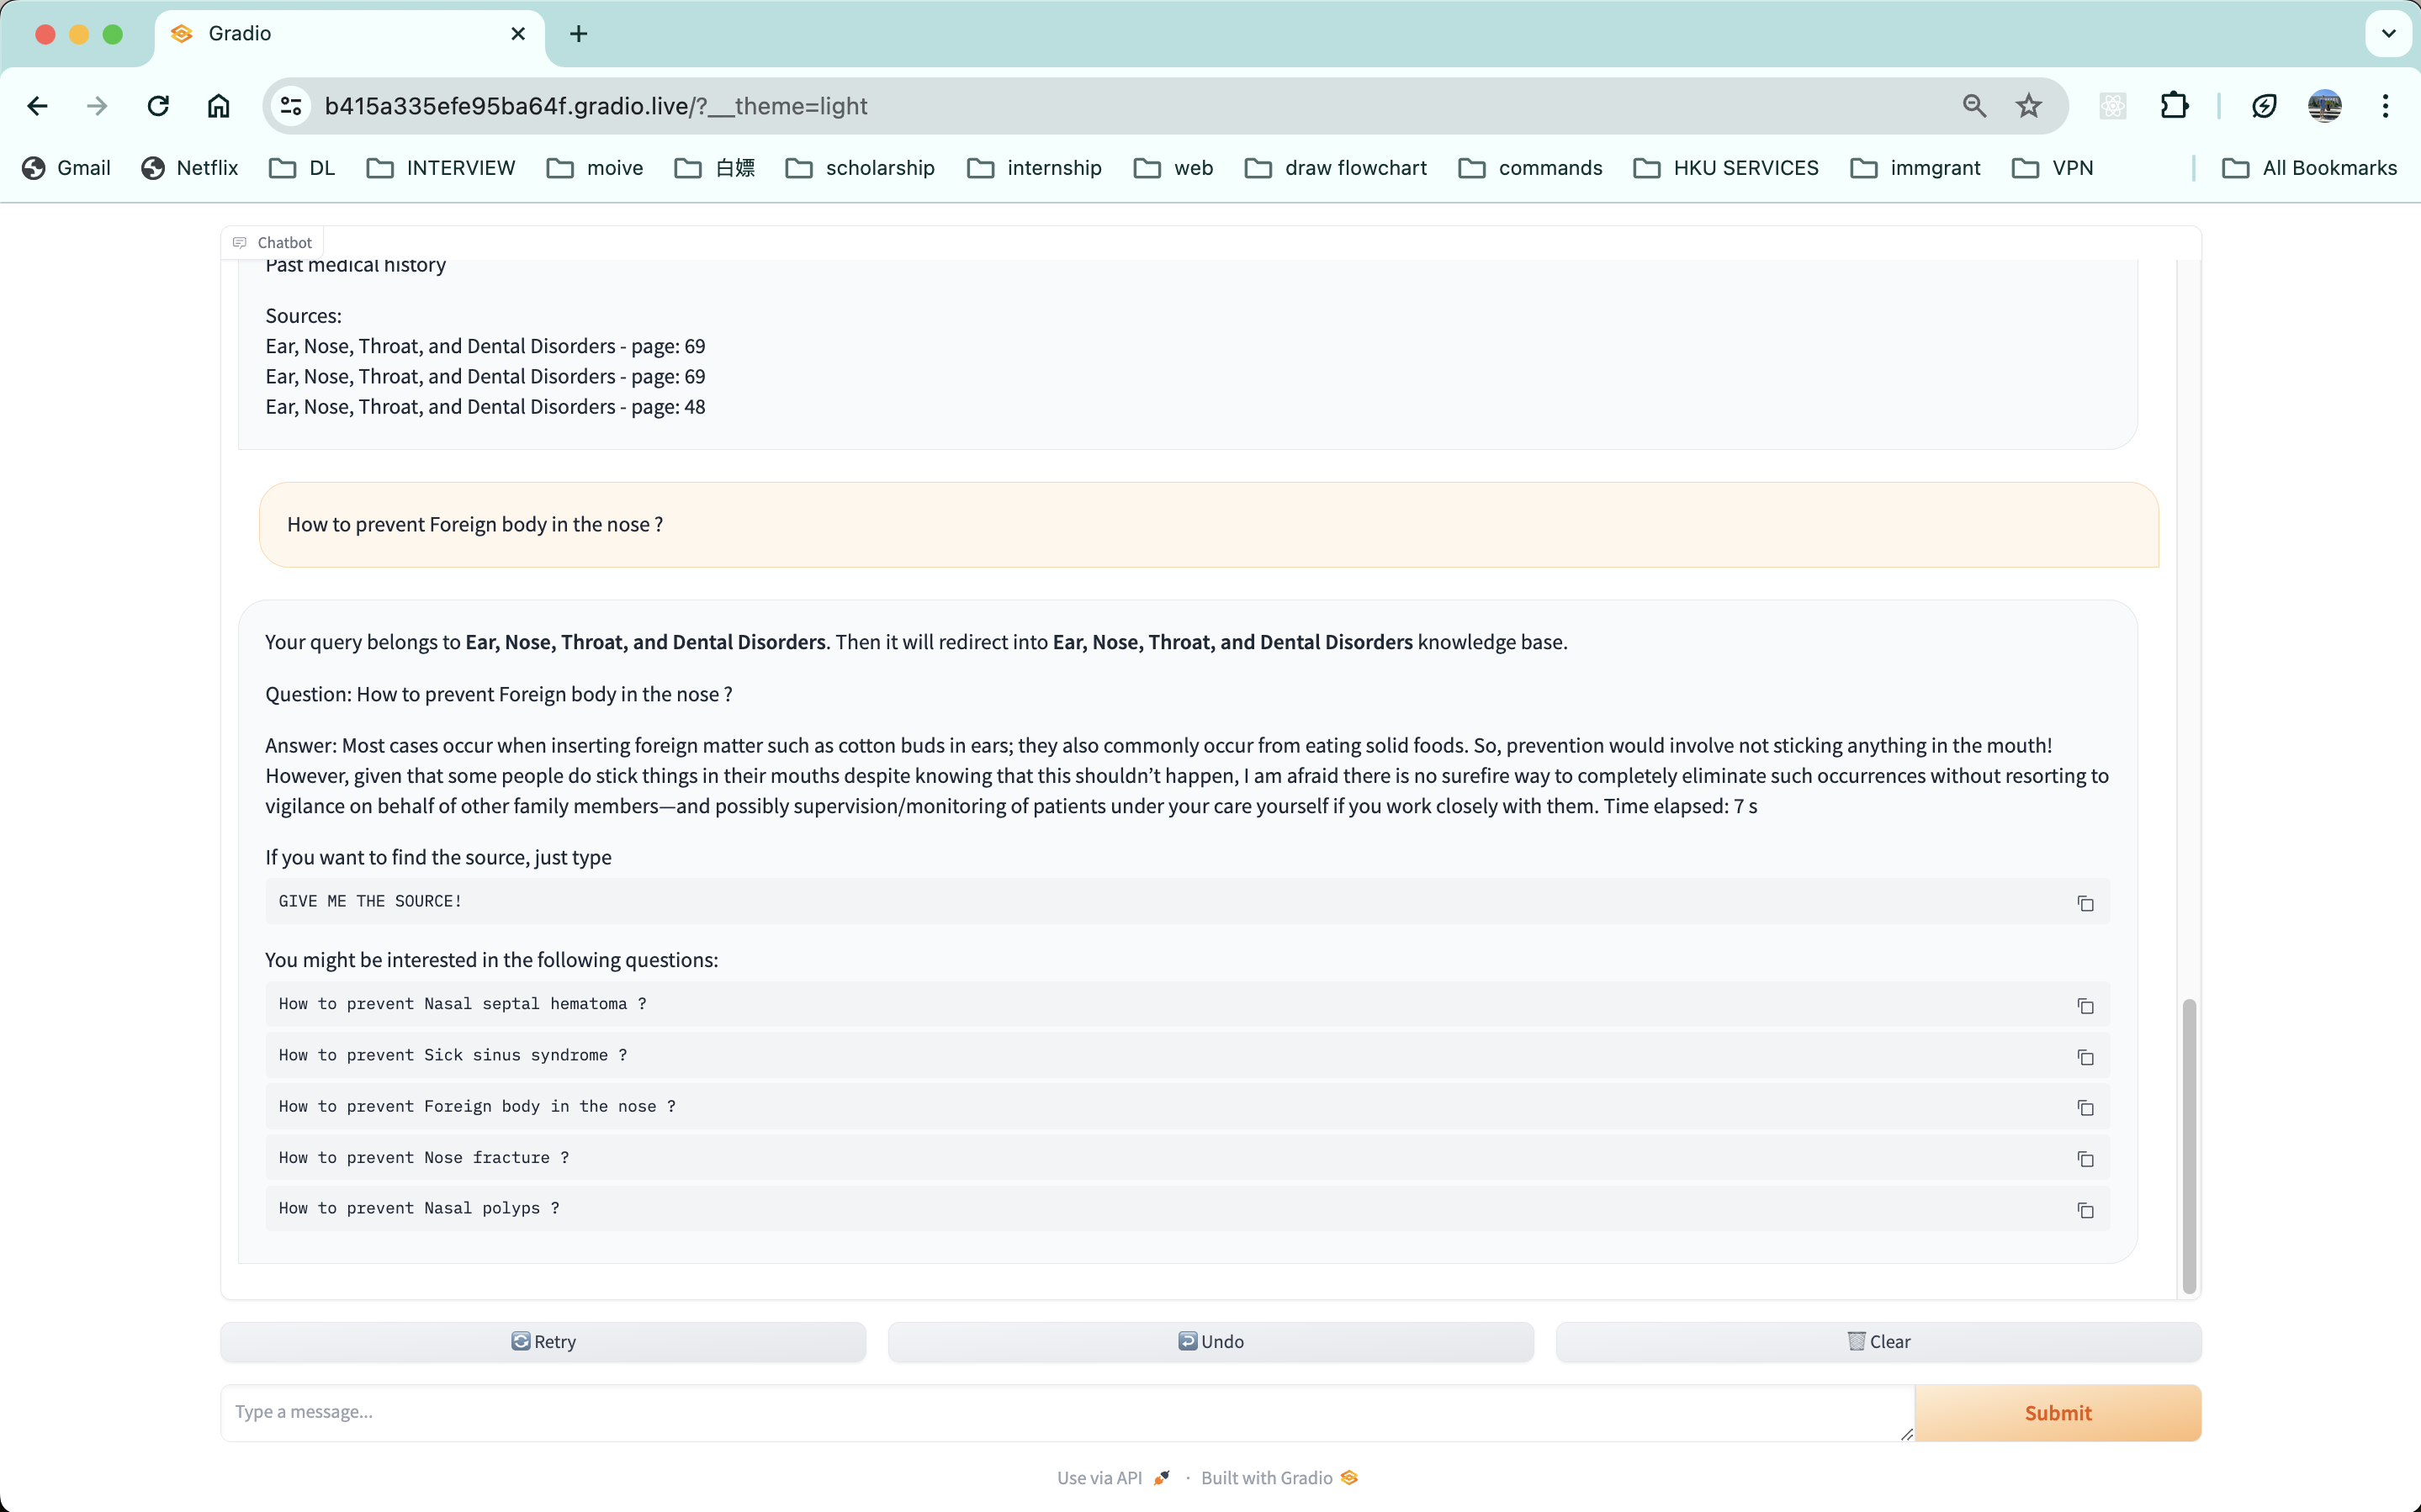 Gradio
b415a335efe95ba64f.gradio.live/?__theme=light
Gmail Netflix DL INTERVIEW moive 白嫖 scholarship internship web draw flowchart commands HKU SERVICES immgrant VPN All Bookmarks
Chatbot
Past medical history
Sources:
Ear, Nose, Throat, and Dental Disorders - page: 69
Ear, Nose, Throat, and Dental Disorders - page: 69
Ear, Nose, Throat, and Dental Disorders - page: 48
How to prevent Foreign body in the nose ?
Your query belongs to Ear, Nose, Throat, and Dental Disorders. Then it will redirect into Ear, Nose, Throat, and Dental Disorders knowledge base.
Question: How to prevent Foreign body in the nose ?
Answer: Most cases occur when inserting foreign matter such as cotton buds in ears; they also commonly occur from eating solid foods. So, prevention would involve not sticking anything in the mouth!
However, given that some people do stick things in their mouths despite knowing that this shouldn’t happen, I am afraid there is no surefire way to completely eliminate such occurrences without resorting to
vigilance on behalf of other family members—and possibly supervision/monitoring of patients under your care yourself if you work closely with them. Time elapsed: 7 s
If you want to find the source, just type
GIVE ME THE SOURCE!
You might be interested in the following questions:
How to prevent Nasal septal hematoma ?
How to prevent Sick sinus syndrome ?
How to prevent Foreign body in the nose ?
How to prevent Nose fracture ?
How to prevent Nasal polyps ?
Retry Undo Clear
Type a message...
Submit
Use via API · Built with Gradio